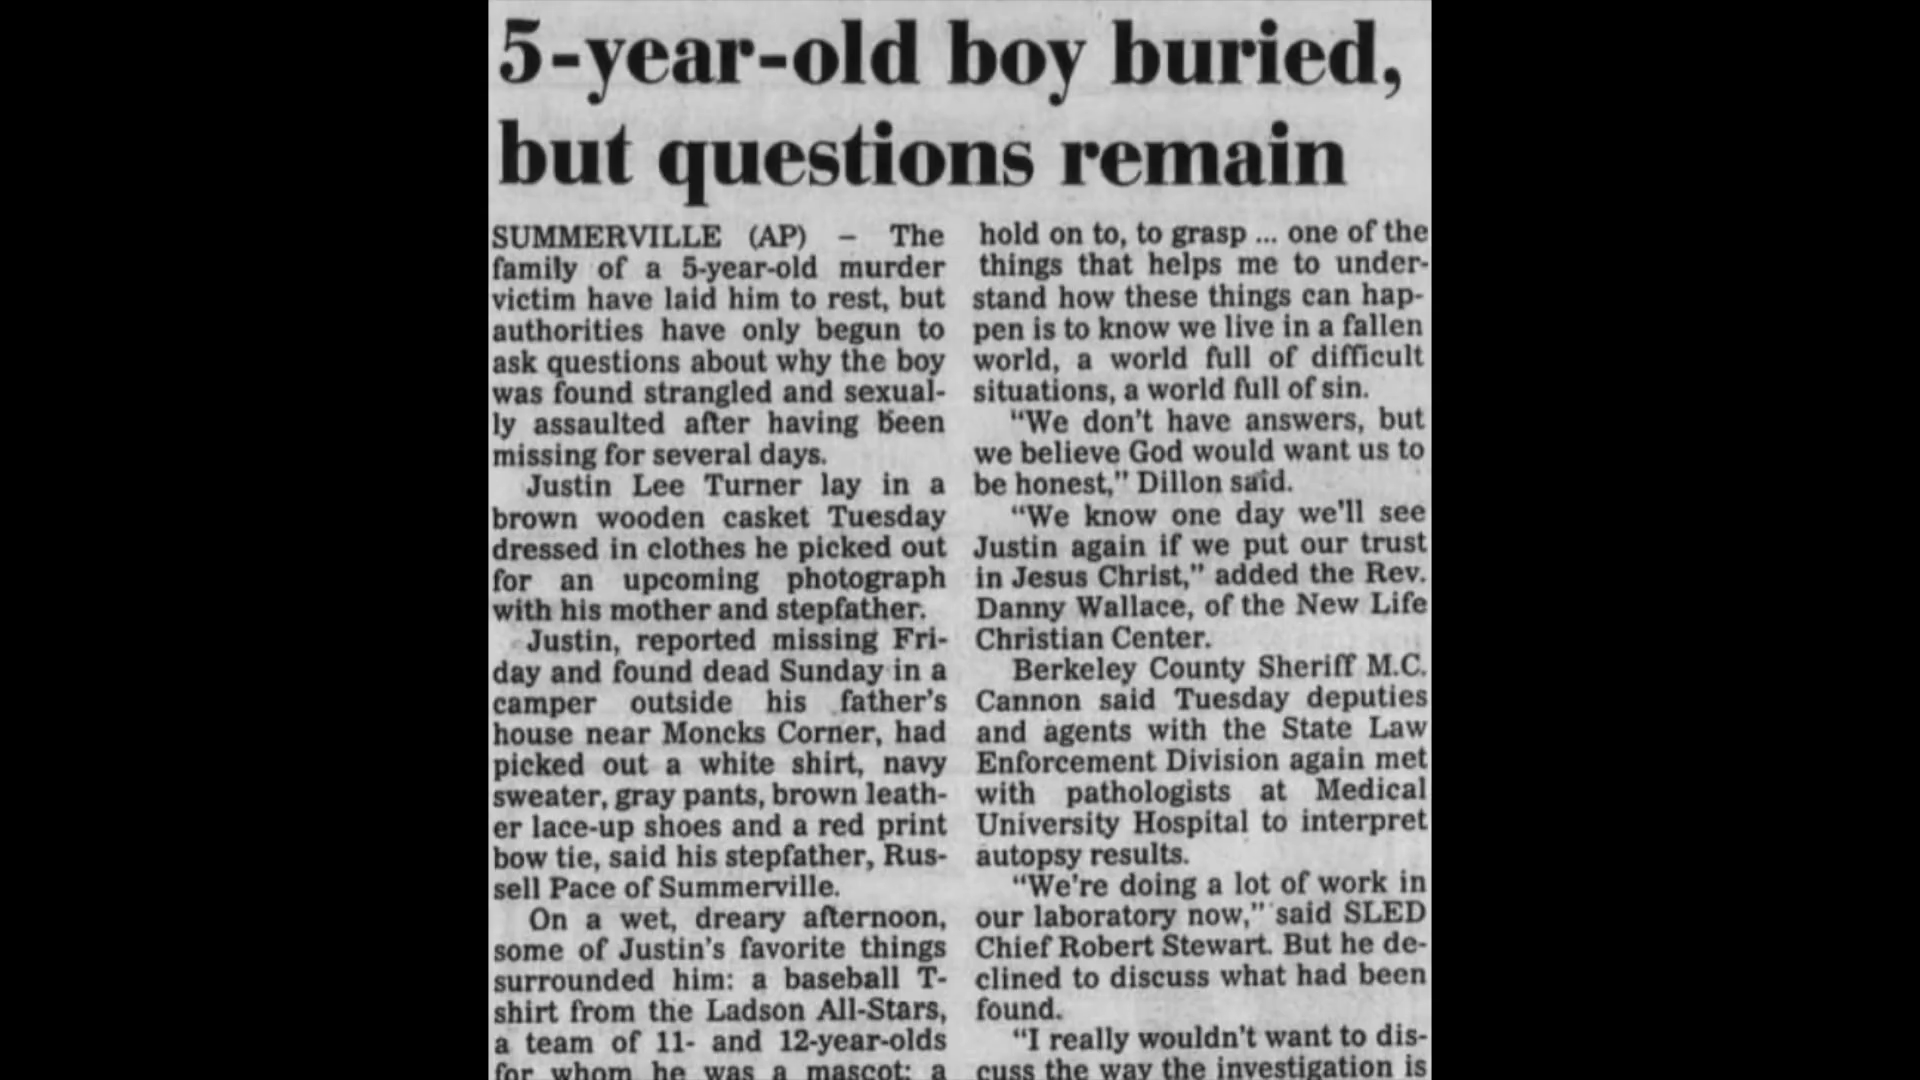 5-year-old boy buried,
but questions remain
SUMMERVILLE (AP) – The
family of a 5-year-old murder
victim have laid him to rest, but
authorities have only begun to
ask questions about why the boy
was found strangled and sexual-
ly assaulted after having been
missing for several days.
Justin Lee Turner lay in a
brown wooden casket Tuesday
dressed in clothes he picked out
for an upcoming photograph
with his mother and stepfather.
Justin, reported missing Fri-
day and found dead Sunday in a
camper outside his father's
house near Moncks Corner, had
picked out a white shirt, navy
sweater, gray pants, brown leath-
er lace-up shoes and a red print
bow tie, said his stepfather, Rus-
sell Pace of Summerville.
On a wet, dreary afternoon,
some of Justin's favorite things
surrounded him: a baseball T-
shirt from the Ladson All-Stars,
a team of 11- and 12-year-olds
for whom he was a mascot; a
hold on to, to grasp ... one of the
things that helps me to under-
stand how these things can hap-
pen is to know we live in a fallen
world, a world full of difficult
situations, a world full of sin.
"We don't have answers, but
we believe God would want us to
be honest," Dillon said.
"We know one day we'll see
Justin again if we put our trust
in Jesus Christ," added the Rev.
Danny Wallace, of the New Life
Christian Center.
Berkeley County Sheriff M.C.
Cannon said Tuesday deputies
and agents with the State Law
Enforcement Division again met
with pathologists at Medical
University Hospital to interpret
autopsy results.
"We're doing a lot of work in
our laboratory now," said SLED
Chief Robert Stewart. But he de-
clined to discuss what had been
found.
"I really wouldn't want to dis-
cuss the way the investigation is